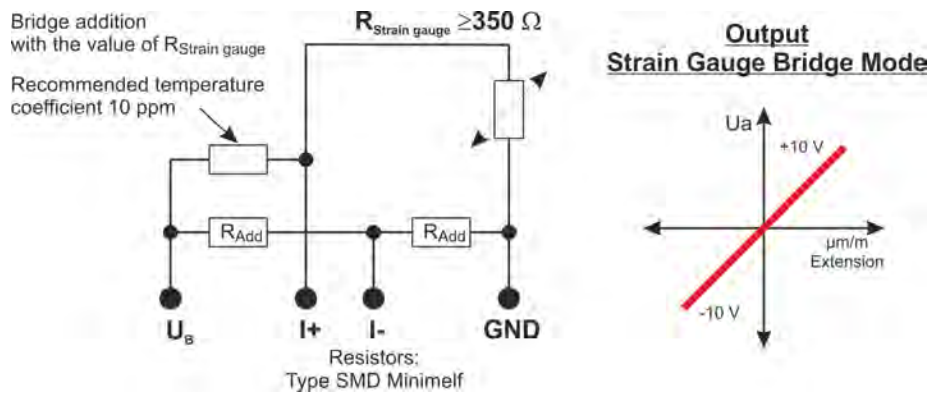 Bridge addition
with the value of RStrain gauge
Recommended temperature
coefficient 10 ppm
RStrain gauge ≥350 Ω
RAdd
RAdd
UB
I+
I-
GND
Resistors:
Type SMD Minimelf
Output
Strain Gauge Bridge Mode
Ua
+10 V
µm/m
Extension
-10 V